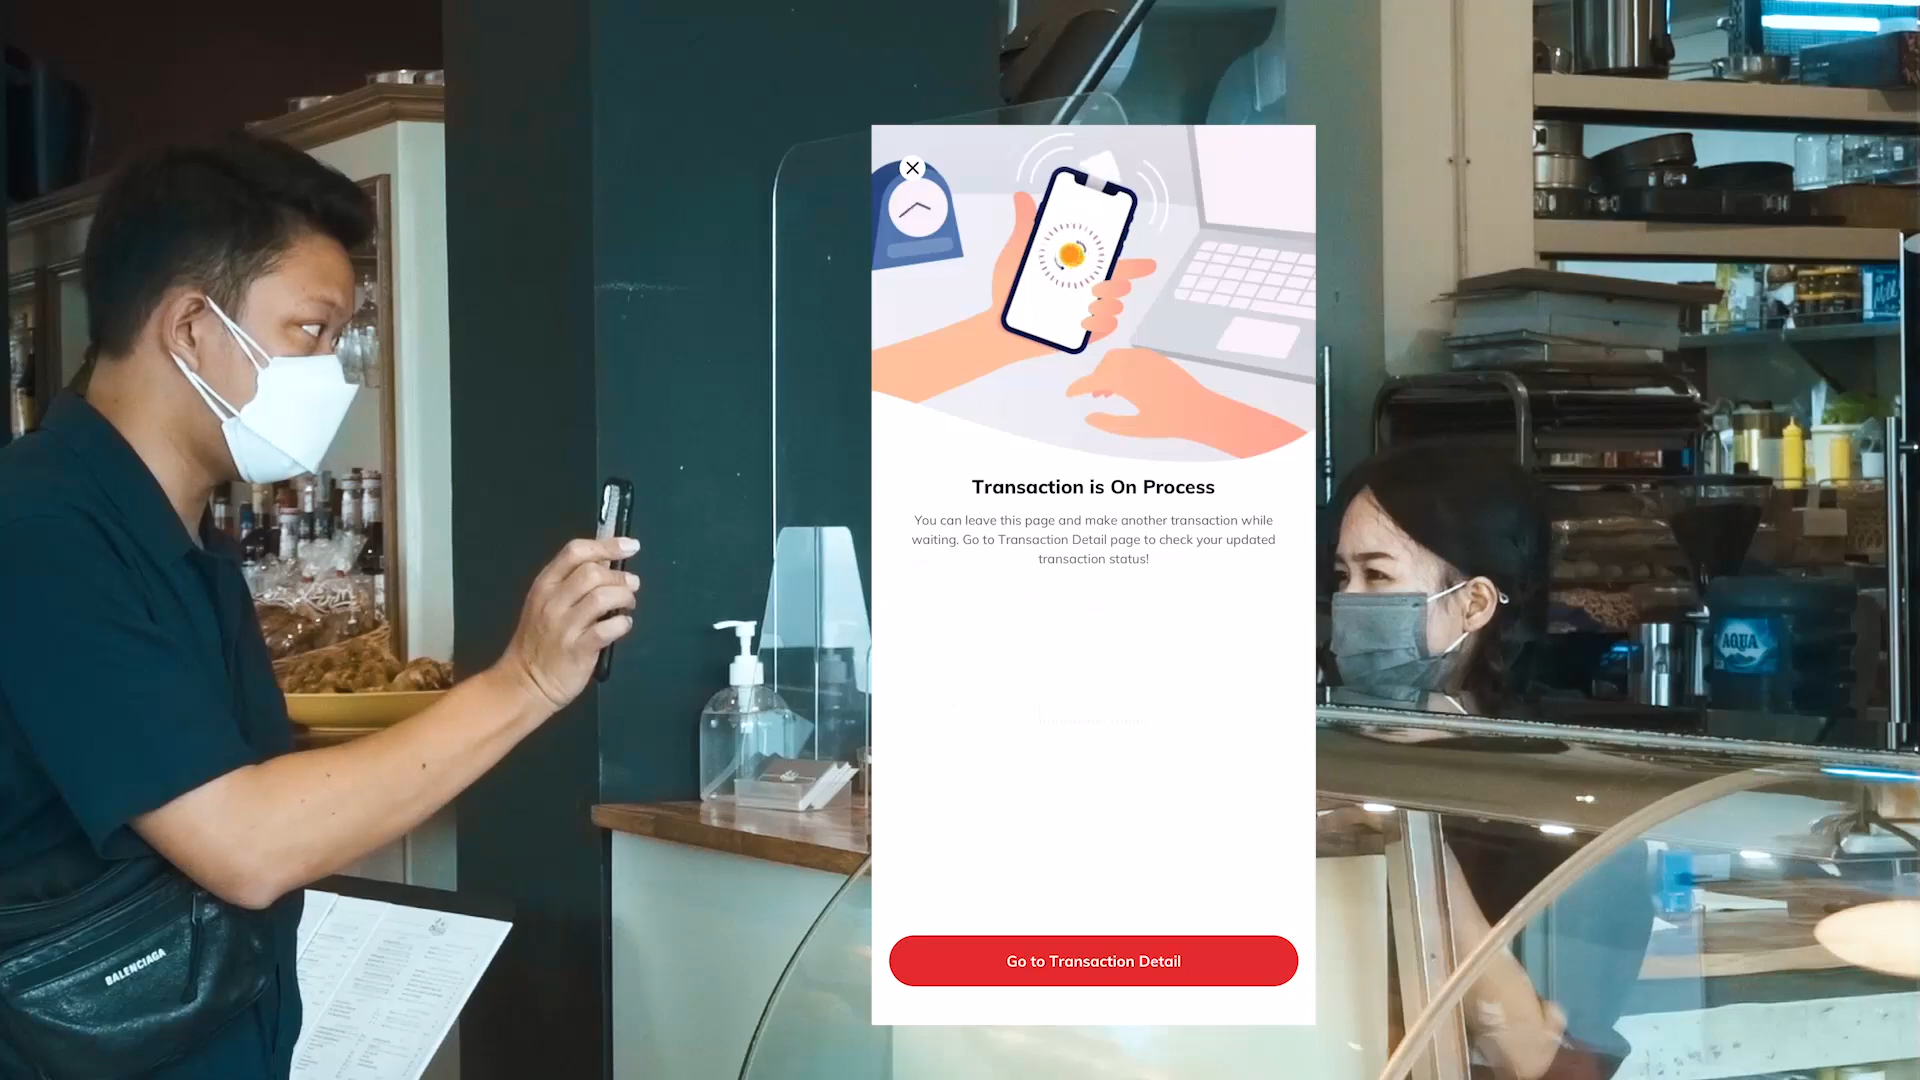 Transaction is On Process
You can leave this page and make another transaction while
waiting. Go to Transaction Detail page to check your updated
transaction status!
Go to Transaction Detail
BALENCIAGA
AQUA